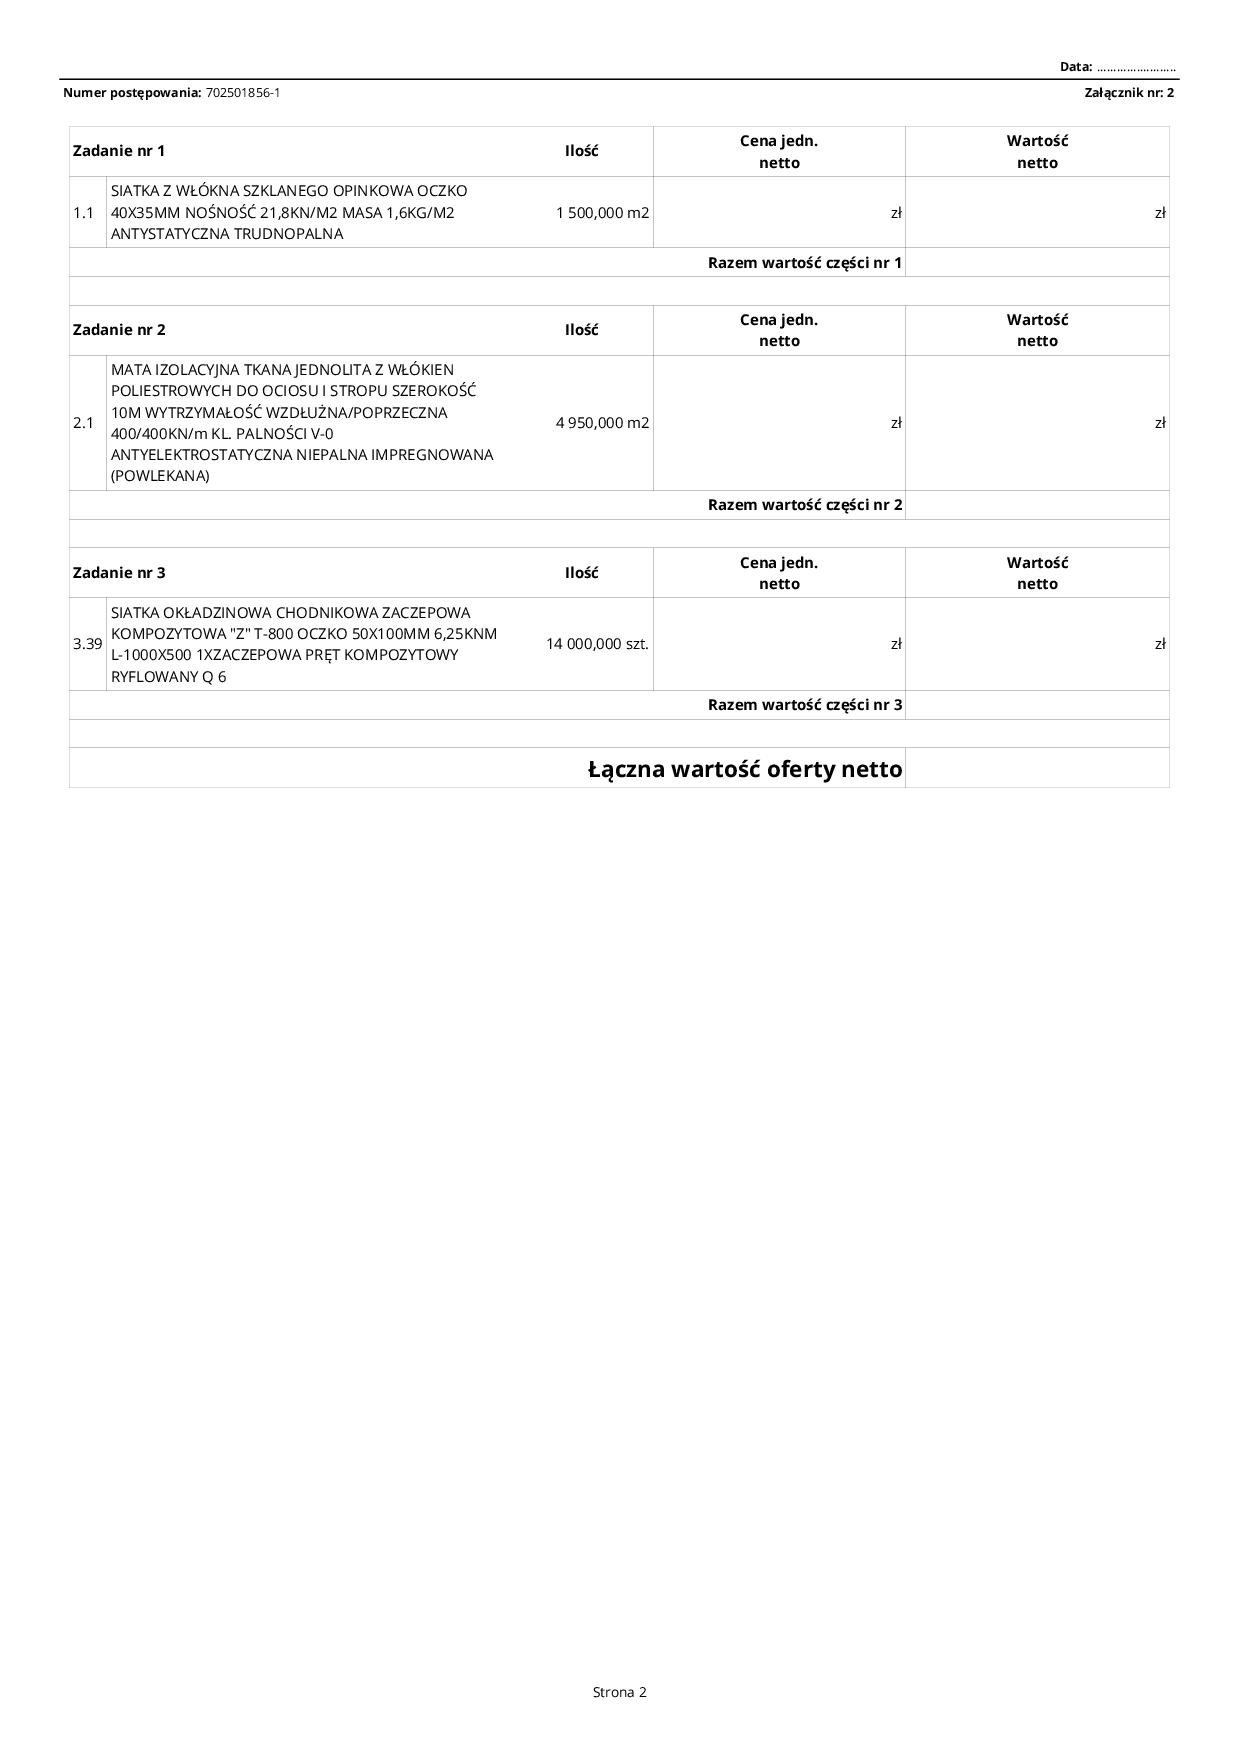 Data: ........................
Numer postępowania: 702501856-1 Załącznik nr: 2
Zadanie nr 1 Ilość Cena jedn. netto Wartość netto
1.1 SIATKA Z WŁÓKNA SZKLANEGO OPINKOWA OCZKO
40X35MM NOŚNOŚĆ 21,8KN/M2 MASA 1,6KG/M2 1 500,000 m2 zł zł
ANTYSTATYCZNA TRUDNOPALNA
Razem wartość części nr 1
Zadanie nr 2 Ilość Cena jedn. netto Wartość netto
MATA IZOLACYJNA TKANA JEDNOLITA Z WŁÓKIEN
POLIESTROWYCH DO OCIOSU I STROPU SZEROKOŚĆ
10M WYTRZYMAŁOŚĆ WZDŁUŻNA/POPRZECZNA
2.1 400/400KN/m KL. PALNOŚCI V-0 4 950,000 m2 zł zł
ANTYELEKTROSTATYCZNA NIEPALNA IMPREGNOWANA
(POWLEKANA)
Razem wartość części nr 2
Zadanie nr 3 Ilość Cena jedn. netto Wartość netto
SIATKA OKŁADZINOWA CHODNIKOWA ZACZEPOWA
3.39 KOMPOZYTOWA "Z" T-800 OCZKO 50X100MM 6,25KNM 14 000,000 szt. zł zł
L-1000X500 1XZACZEPOWA PRĘT KOMPOZYTOWY
RYFLOWANY Q 6
Razem wartość części nr 3
Łączna wartość oferty netto
Strona 2